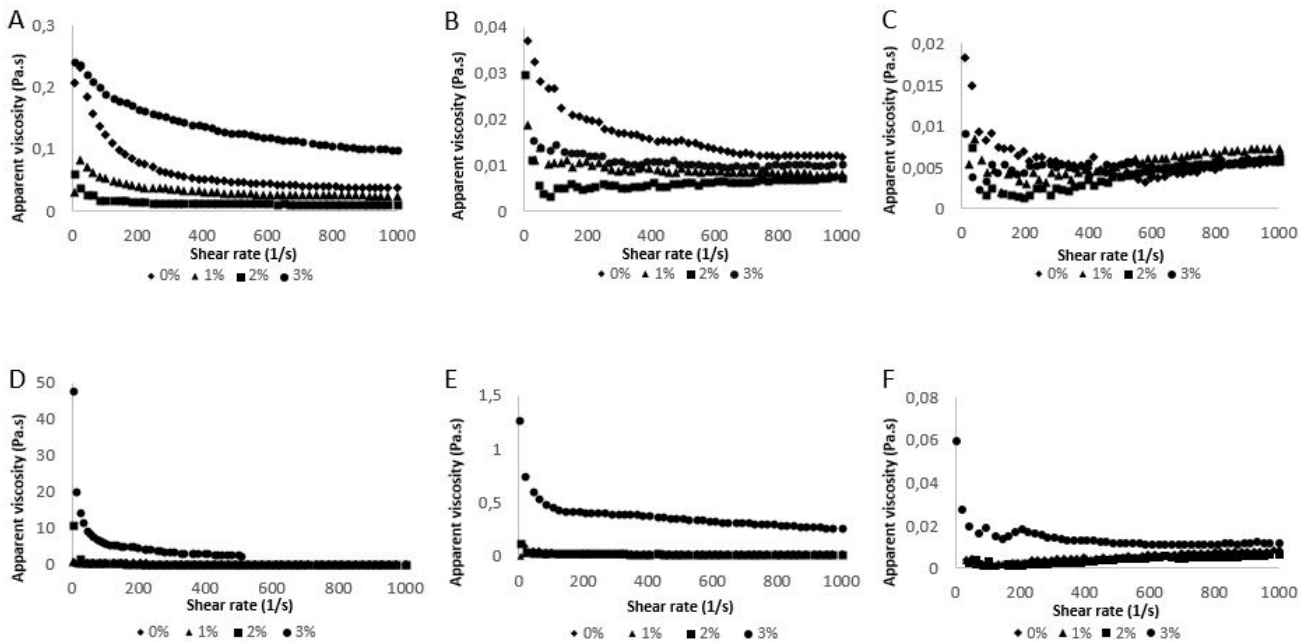 A
Apparent viscosity (Pa.s)
0,3
0,2
0,1
0
0 200 400 600 800 1000
Shear rate (1/s)
0% 1% 2% 3%
B
Apparent viscosity (Pa.s)
0,04
0,03
0,02
0,01
0
0 200 400 600 800 1000
Shear rate (1/s)
0% 1% 2% 3%
C
Apparent viscosity (Pa.s)
0,02
0,015
0,01
0,005
0
0 200 400 600 800 1000
Shear rate (1/s)
0% 1% 2% 3%
D
Apparent viscosity (Pa.s)
50
40
30
20
10
0
0 200 400 600 800 1000
Shear rate (1/s)
0% 1% 2% 3%
E
Apparent viscosity (Pa.s)
1,5
1
0,5
0
0 200 400 600 800 1000
Shear rate (1/s)
0% 1% 2% 3%
F
Apparent viscosity (Pa.s)
0,08
0,06
0,04
0,02
0
0 200 400 600 800 1000
Shear rate (1/s)
0% 1% 2% 3%